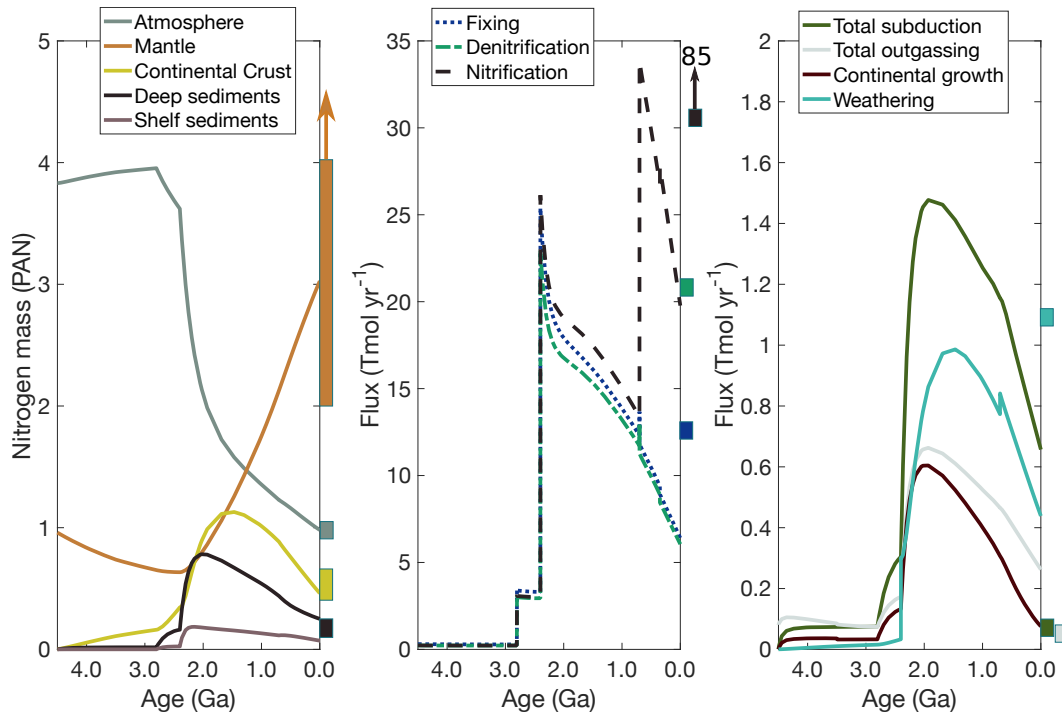 Atmosphere
Mantle
Continental Crust
Deep sediments
Shelf sediments
5
4
3
2
1
0
Nitrogen mass (PAN)
4.0 3.0 2.0 1.0 0.0
Age (Ga)
Fixing
Denitrification
Nitrification
85
35
30
25
20
15
10
5
0
Flux (Tmol yr⁻¹)
4.0 3.0 2.0 1.0 0.0
Age (Ga)
Total subduction
Total outgassing
Continental growth
Weathering
2
1.8
1.6
1.4
1.2
1
0.8
0.6
0.4
0.2
0
Flux (Tmol yr⁻¹)
4.0 3.0 2.0 1.0 0.0
Age (Ga)